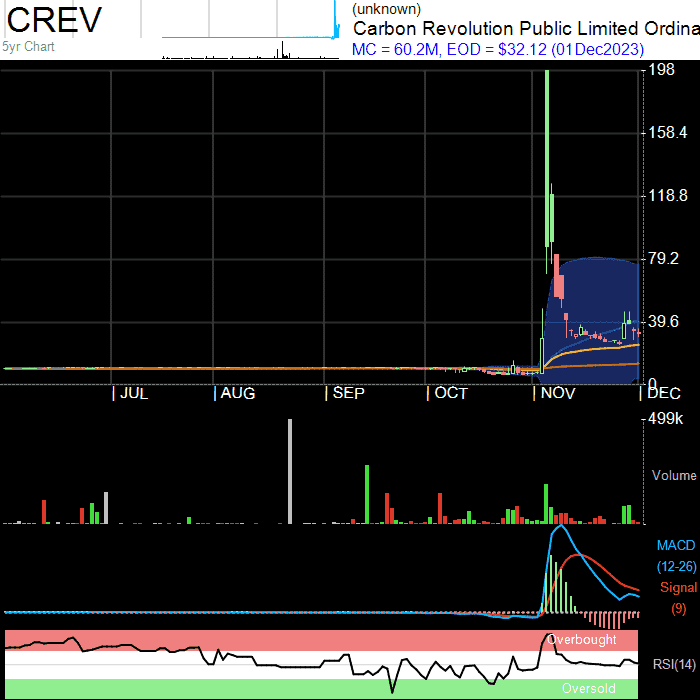 CREV
5yr Chart
(unknown)
Carbon Revolution Public Limited Ordina
MC = 60.2M, EOD = $32.12 (01Dec2023)
198
158.4
118.8
79.2
39.6
0
JUL AUG SEP OCT NOV DEC
499k
Volume
MACD
(12-26)
Signal
(9)
Overbought
RSI(14)
Oversold